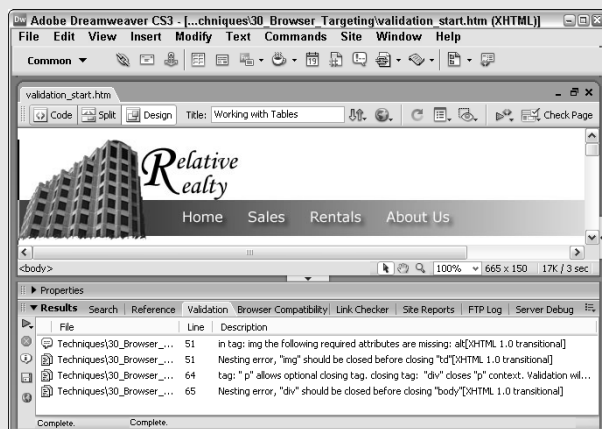 Adobe Dreamweaver CS3 - [...chniques\30_Browser_Targeting\validation_start.htm (XHTML)]
File Edit View Insert Modify Text Commands Site Window Help
Common
validation_start.htm
Code Split Design Title: Working with Tables Check Page
Relative
Realty
Home Sales Rentals About Us
<body> 100% 665 x 150 17K / 3 sec
Properties
Results Search Reference Validation Browser Compatibility Link Checker Site Reports FTP Log Server Debug
File Line Description
Techniques\30_Browser_... 51 in tag: img the following required attributes are missing: alt[XHTML 1.0 transitional]
Techniques\30_Browser_... 51 Nesting error, "img" should be closed before closing "td"[XHTML 1.0 transitional]
Techniques\30_Browser_... 64 tag: " p" allows optional closing tag. closing tag: "div" closes "p" context. Validation wil...
Techniques\30_Browser_... 65 Nesting error, "div" should be closed before closing "body"[XHTML 1.0 transitional]
Complete. Complete.